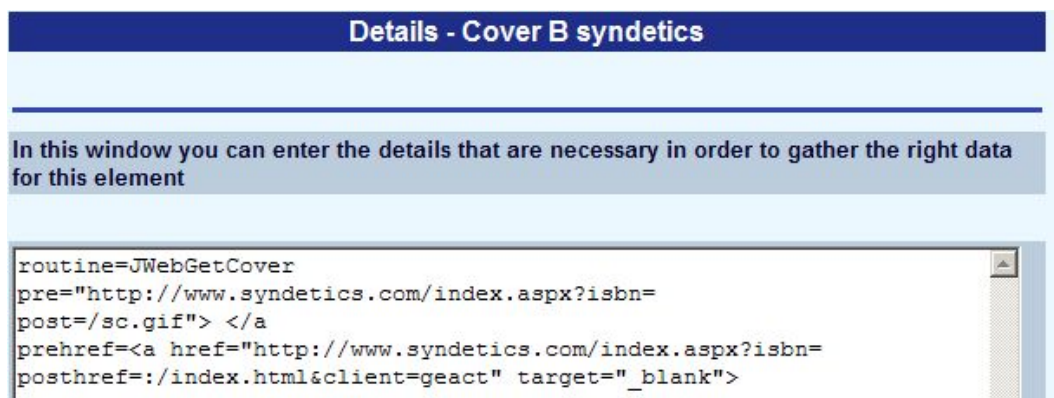 Details - Cover B syndetics
In this window you can enter the details that are necessary in order to gather the right data
for this element
routine=JWebGetCover
pre="http://www.syndetics.com/index.aspx?isbn=
post=/sc.gif"> </a
prehref=<a href="http://www.syndetics.com/index.aspx?isbn=
posthref=:/index.html&client=geact" target="_blank">